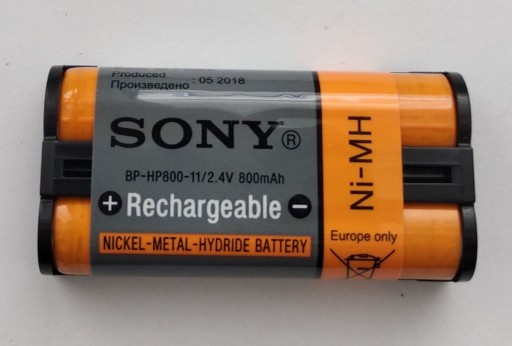 Produced
Произведено : 05 2018
SONY®
BP-HP800-11/2.4V 800mAh
+ Rechargeable −
NICKEL-METAL-HYDRIDE BATTERY
Ni-MH
Europe only